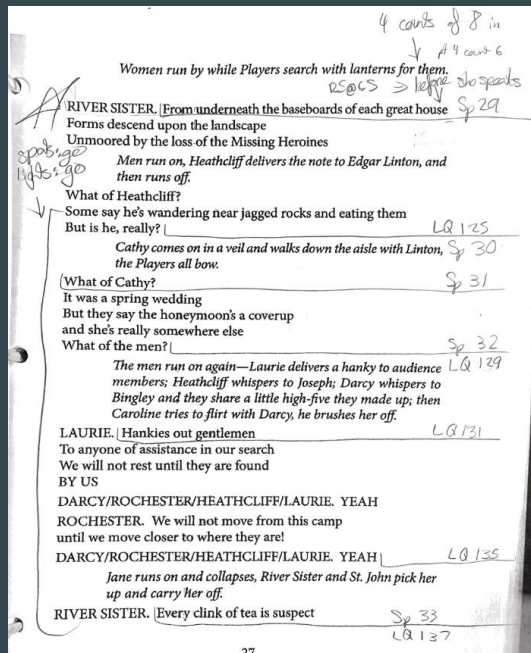 4 counts of 8 in
↓ pt 4 count 6
Women run by while Players search with lanterns for them.
RS@CS → before she speaks
RIVER SISTER. From underneath the baseboards of each great house Sp 29
Forms descend upon the landscape
Unmoored by the loss of the Missing Heroines
spots: go
lights: go
Men run on, Heathcliff delivers the note to Edgar Linton, and
then runs off.
What of Heathcliff?
Some say he's wandering near jagged rocks and eating them
But is he, really? LQ 125
Cathy comes on in a veil and walks down the aisle with Linton, Sp 30
the Players all bow.
What of Cathy? Sp 31
It was a spring wedding
But they say the honeymoon's a coverup
and she's really somewhere else
What of the men? Sp 32
The men run on again—Laurie delivers a hanky to audience LQ 129
members; Heathcliff whispers to Joseph; Darcy whispers to
Bingley and they share a little high-five they made up; then
Caroline tries to flirt with Darcy, he brushes her off.
LAURIE. Hankies out gentlemen LQ 131
To anyone of assistance in our search
We will not rest until they are found
BY US
DARCY/ROCHESTER/HEATHCLIFF/LAURIE. YEAH
ROCHESTER. We will not move from this camp
until we move closer to where they are!
DARCY/ROCHESTER/HEATHCLIFF/LAURIE. YEAH LQ 135
Jane runs on and collapses, River Sister and St. John pick her
up and carry her off.
RIVER SISTER. Every clink of tea is suspect Sp 33
LQ 137
27